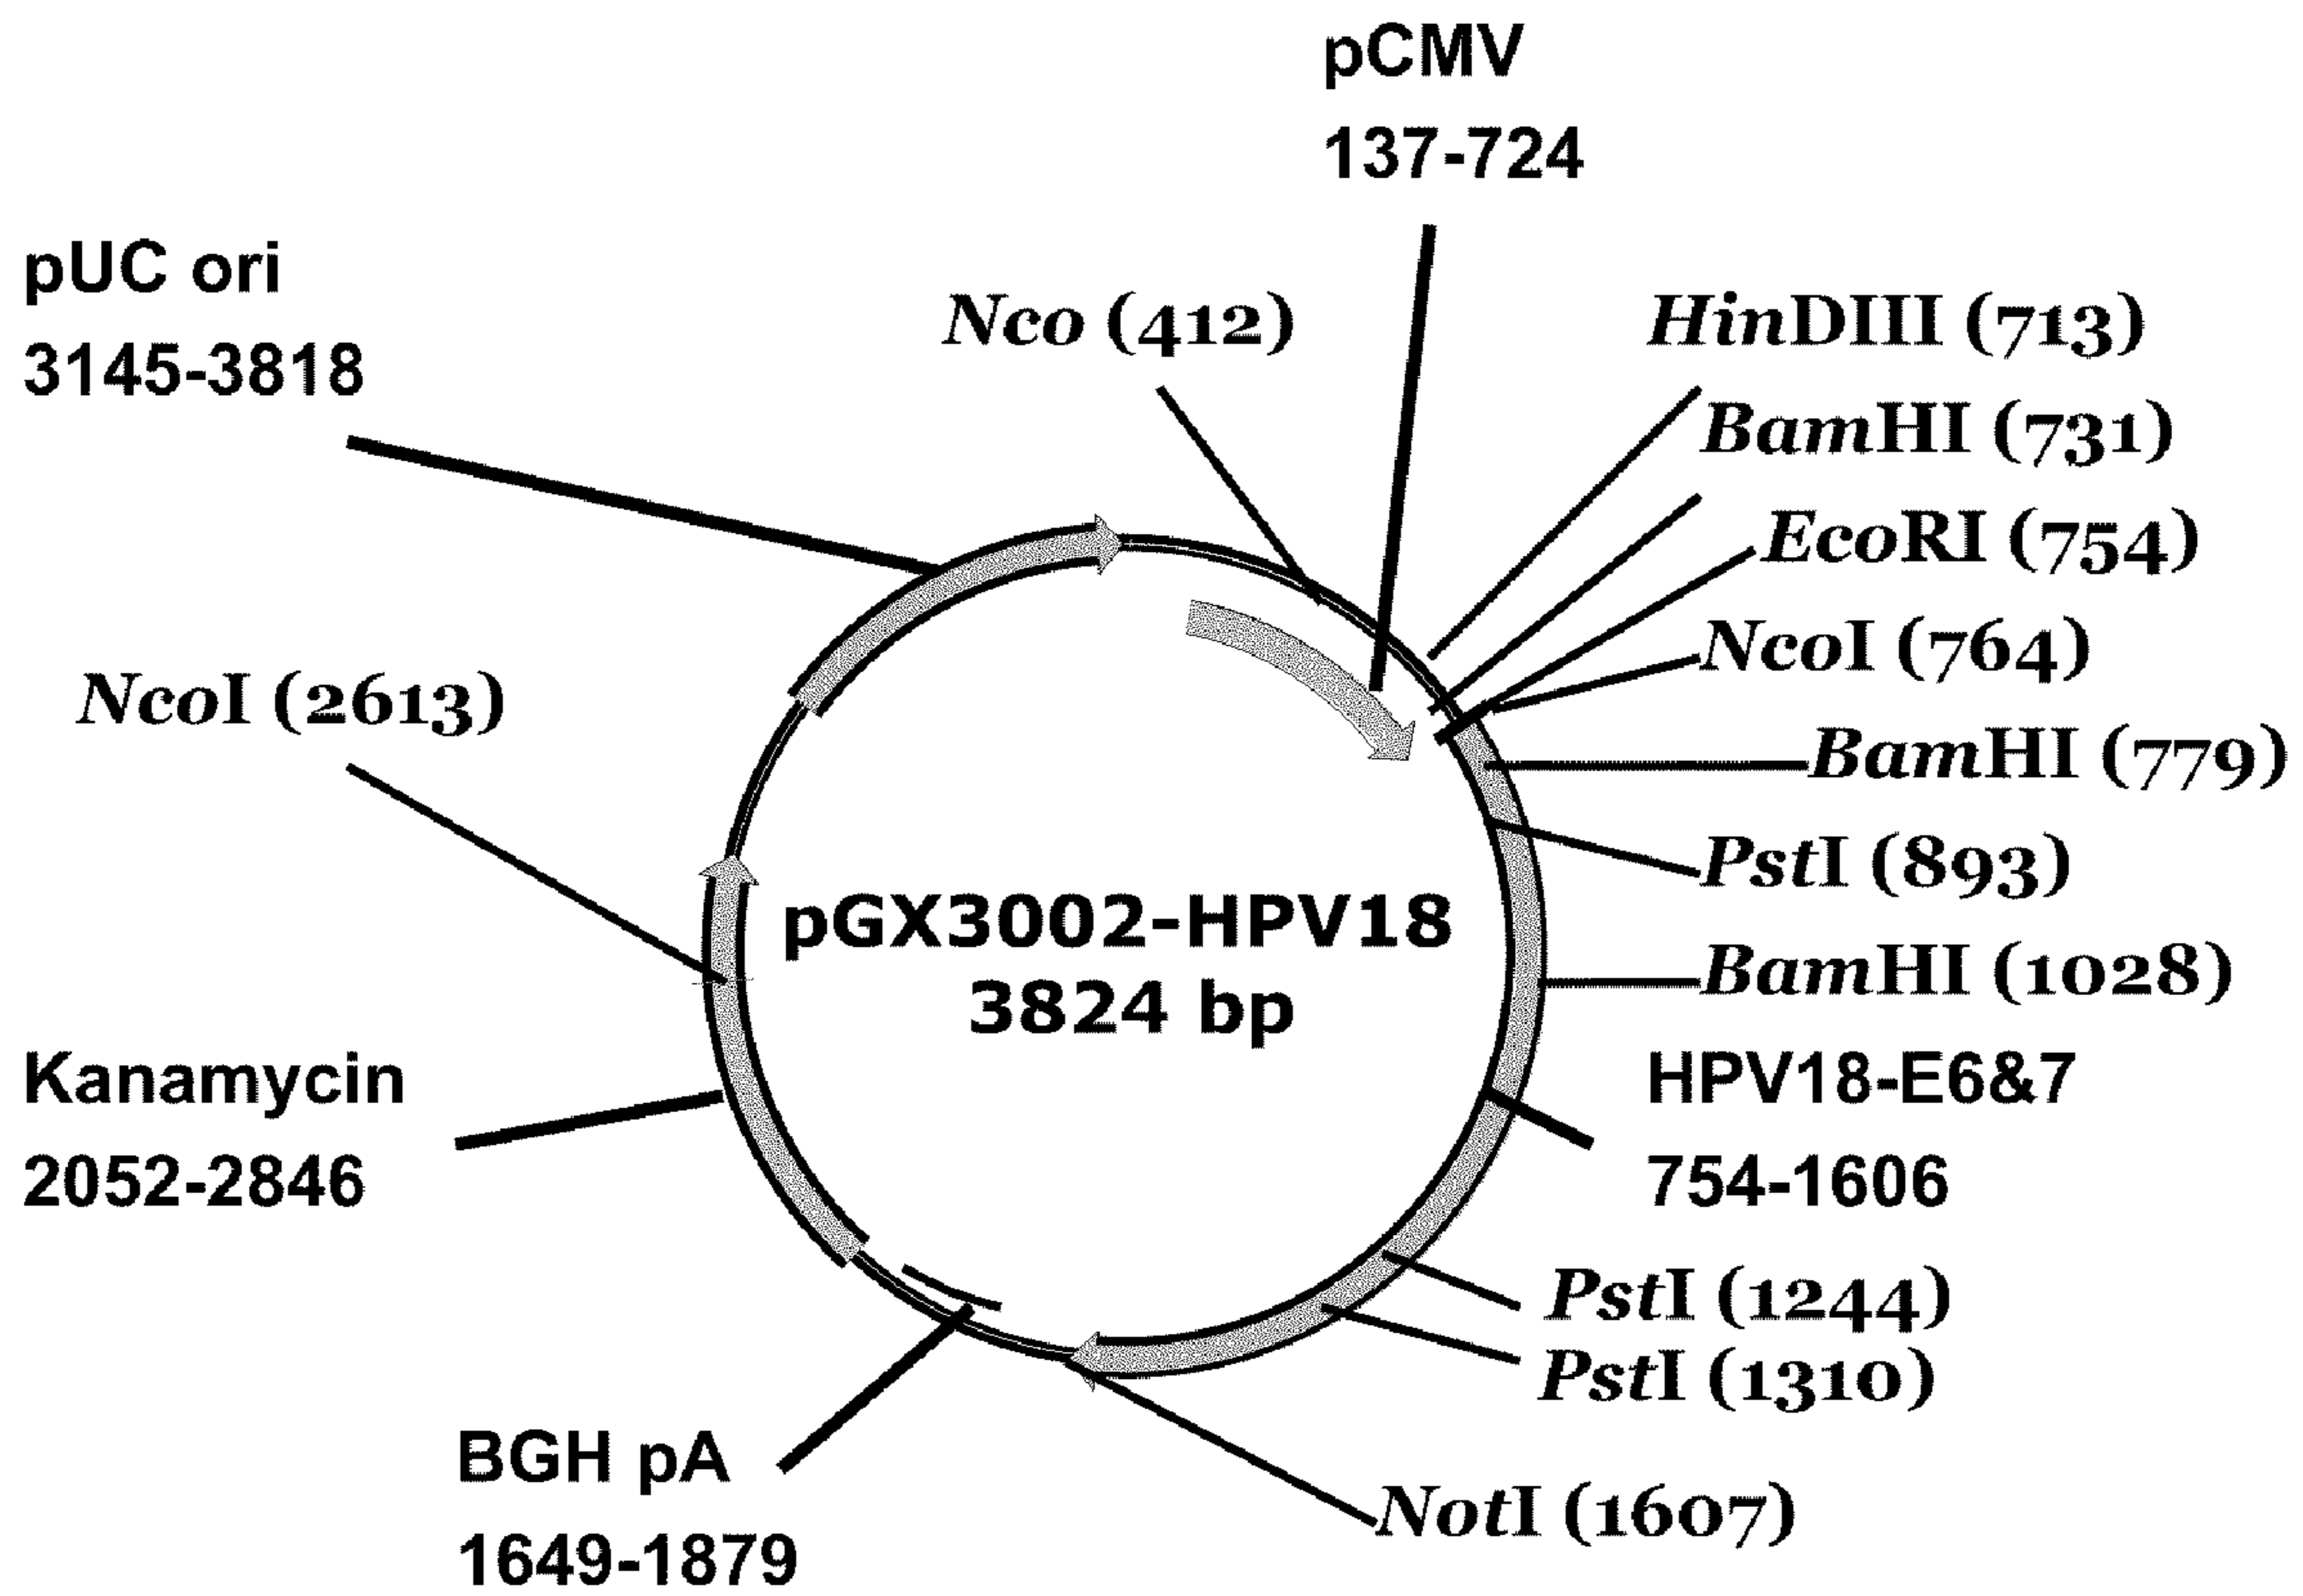 pCMV
137-724
pUC ori
3145-3818
Nco (412)
HinDIII (713)
BamHI (731)
EcoRI (754)
NcoI (764)
NcoI (2613)
BamHI (779)
PstI (893)
pGX3002-HPV18
3824 bp
BamHI (1028)
Kanamycin
2052-2846
HPV18-E6&7
754-1606
PstI (1244)
PstI (1310)
BGH pA
1649-1879
NotI (1607)